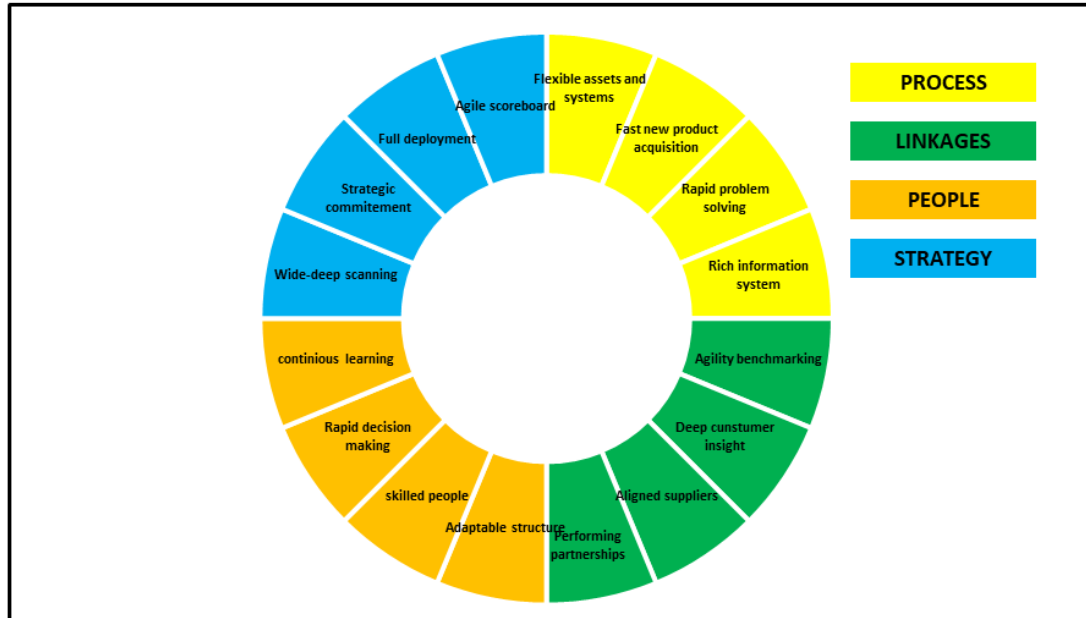 Flexible assets and
systems
Fast new product
acquisition
Rapid problem
solving
Rich information
system
Agility benchmarking
Deep cunstumer
insight
Aligned suppliers
Performing
partnerships
Adaptable structure
skilled people
Rapid decision
making
continious learning
Wide-deep scanning
Strategic
commitement
Full deployment
Agile scoreboard
PROCESS
LINKAGES
PEOPLE
STRATEGY